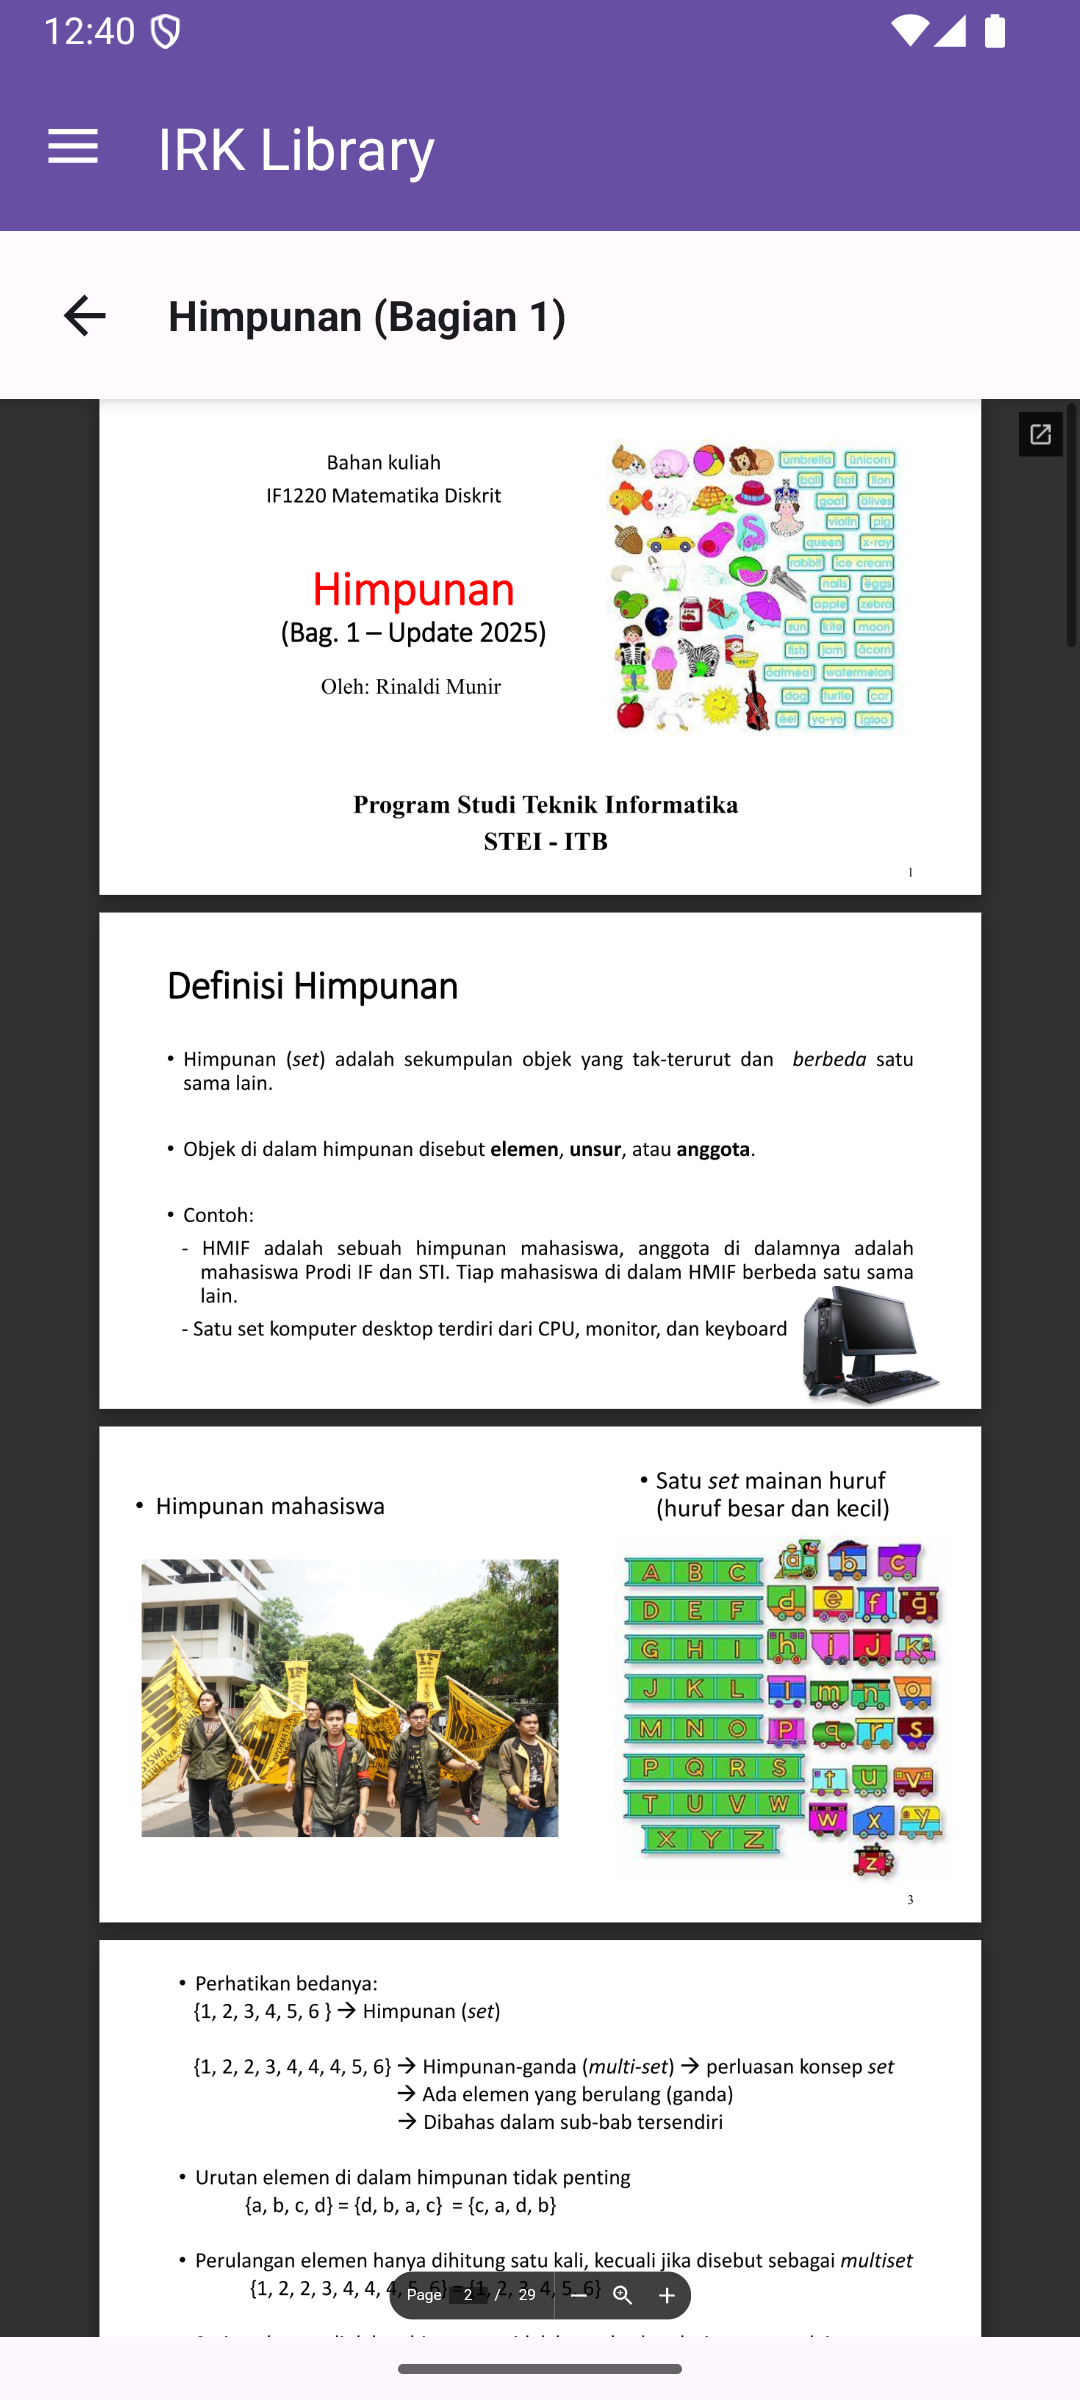 12:40
IRK Library
Himpunan (Bagian 1)
Bahan kuliah
IF1220 Matematika Diskrit
Himpunan
(Bag. 1 – Update 2025)
Oleh: Rinaldi Munir
umbrella unicorn
ball hat lion
goat olives
violin pig
queen x-ray
rabbit ice cream
nails eggs
apple zebra
sun kite moon
fish jam acorn
oatmeal watermelon
dog turtle car
eel yo-yo igloo
Program Studi Teknik Informatika
STEI - ITB
1
Definisi Himpunan
• Himpunan (set) adalah sekumpulan objek yang tak-terurut dan berbeda satu
sama lain.
• Objek di dalam himpunan disebut elemen, unsur, atau anggota.
• Contoh:
- HMIF adalah sebuah himpunan mahasiswa, anggota di dalamnya adalah
mahasiswa Prodi IF dan STI. Tiap mahasiswa di dalam HMIF berbeda satu sama
lain.
- Satu set komputer desktop terdiri dari CPU, monitor, dan keyboard
• Himpunan mahasiswa
• Satu set mainan huruf
(huruf besar dan kecil)
IF
IF
A B C a b c
D E F d e f g
G H I h i j k
J K L l m n o
M N O p q r s
P Q R S t u v
T U V W w x y
X Y Z z
3
• Perhatikan bedanya:
{1, 2, 3, 4, 5, 6 } → Himpunan (set)
{1, 2, 2, 3, 4, 4, 4, 5, 6} → Himpunan-ganda (multi-set) → perluasan konsep set
→ Ada elemen yang berulang (ganda)
→ Dibahas dalam sub-bab tersendiri
• Urutan elemen di dalam himpunan tidak penting
{a, b, c, d} = {d, b, a, c} = {c, a, d, b}
• Perulangan elemen hanya dihitung satu kali, kecuali jika disebut sebagai multiset
{1, 2, 2, 3, 4, 4, 4, 5, 6} = {1, 2, 3, 4, 5, 6}
Page 2 / 29